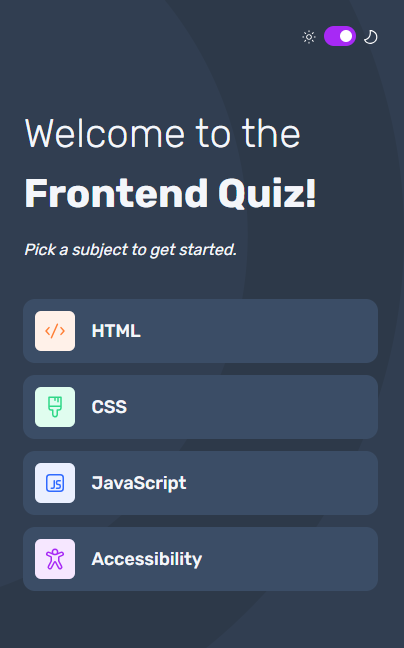 Welcome to the
Frontend Quiz!
Pick a subject to get started.
HTML
CSS
JS
JavaScript
Accessibility